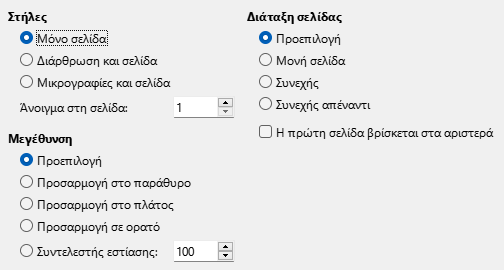 Στήλες
Μόνο σελίδα
Διάρθρωση και σελίδα
Μικρογραφίες και σελίδα
Άνοιγμα στη σελίδα: 1
Μεγέθυνση
Προεπιλογή
Προσαρμογή στο παράθυρο
Προσαρμογή στο πλάτος
Προσαρμογή σε ορατό
Συντελεστής εστίασης: 100
Διάταξη σελίδας
Προεπιλογή
Μονή σελίδα
Συνεχής
Συνεχής απέναντι
Η πρώτη σελίδα βρίσκεται στα αριστερά